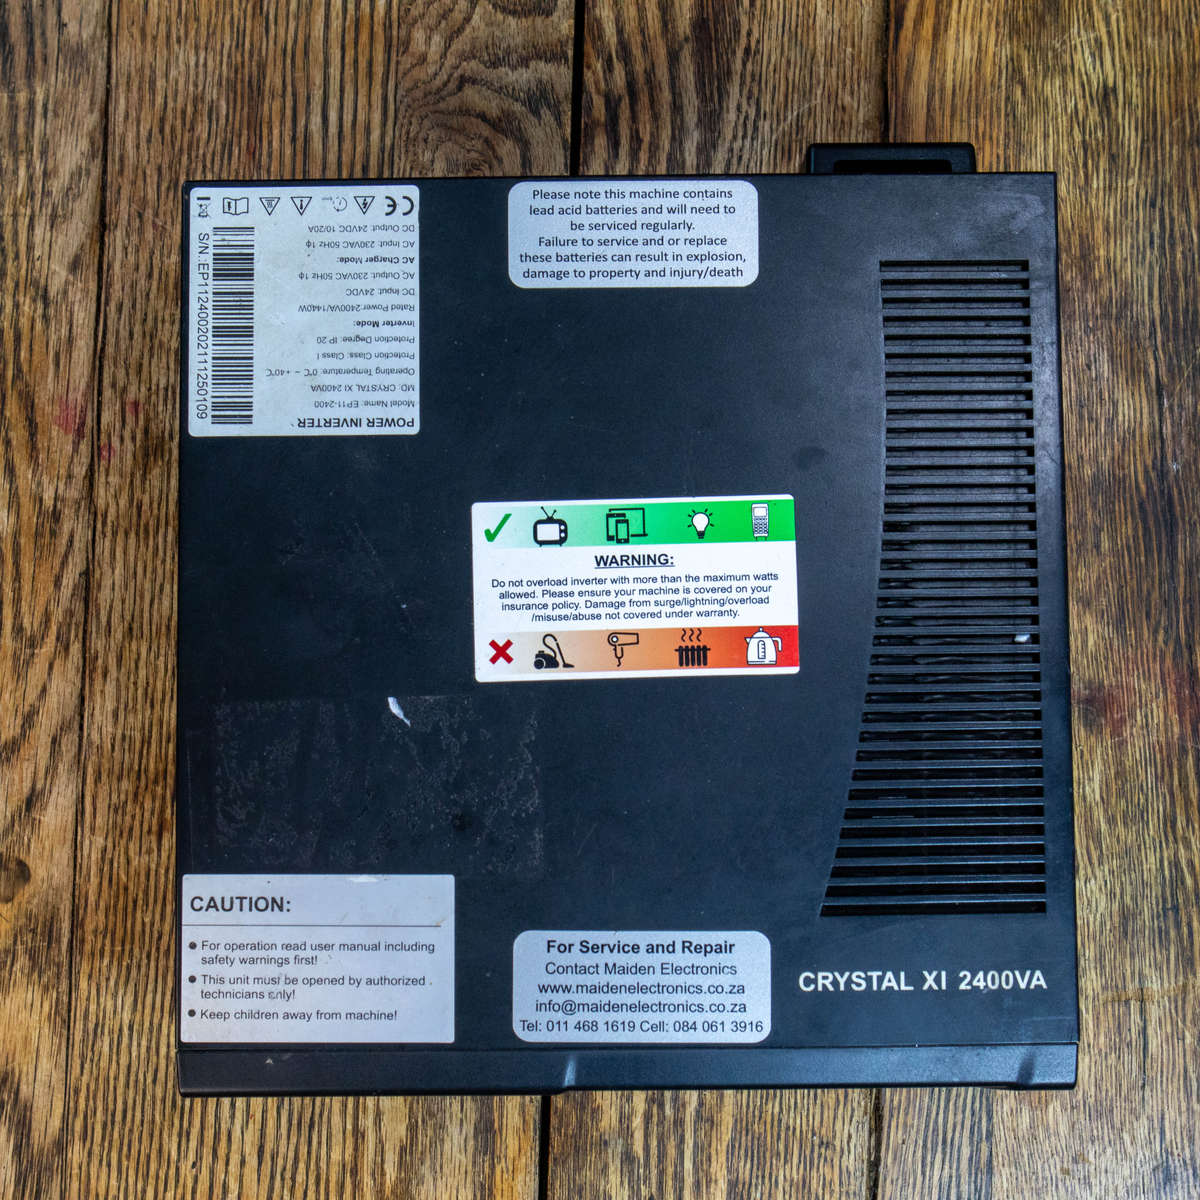 Please note this machine contains
lead acid batteries and will need to
be serviced regularly.
Failure to service and or replace
these batteries can result in explosion,
damage to property and injury/death
POWER INVERTER
Model Name: EP11-2400
MD: CRYSTAL XI 2400VA
Operating Temperature: 0℃ ~ +40℃
Protection Class: Class I
Protection Degree: IP 20
Inverter Mode:
Rated Power:2400VA/1440W
DC Input: 24VDC
AC Output: 230VAC 50Hz 1ф
AC Charger Mode:
AC Input: 230VAC 50Hz 1ф
DC Output: 24VDC 10/20A
CE
S/N.:EP112400202111250109
WARNING:
Do not overload inverter with more than the maximum watts
allowed. Please ensure your machine is covered on your
insurance policy. Damage from surge/lightning/overload
/misuse/abuse not covered under warranty.
CAUTION:
● For operation read user manual including
safety warnings first!
● This unit must be opened by authorized
technicians only!
● Keep children away from machine!
For Service and Repair
Contact Maiden Electronics
www.maidenelectronics.co.za
info@maidenelectronics.co.za
Tel: 011 468 1619 Cell: 084 061 3916
CRYSTAL XI 2400VA